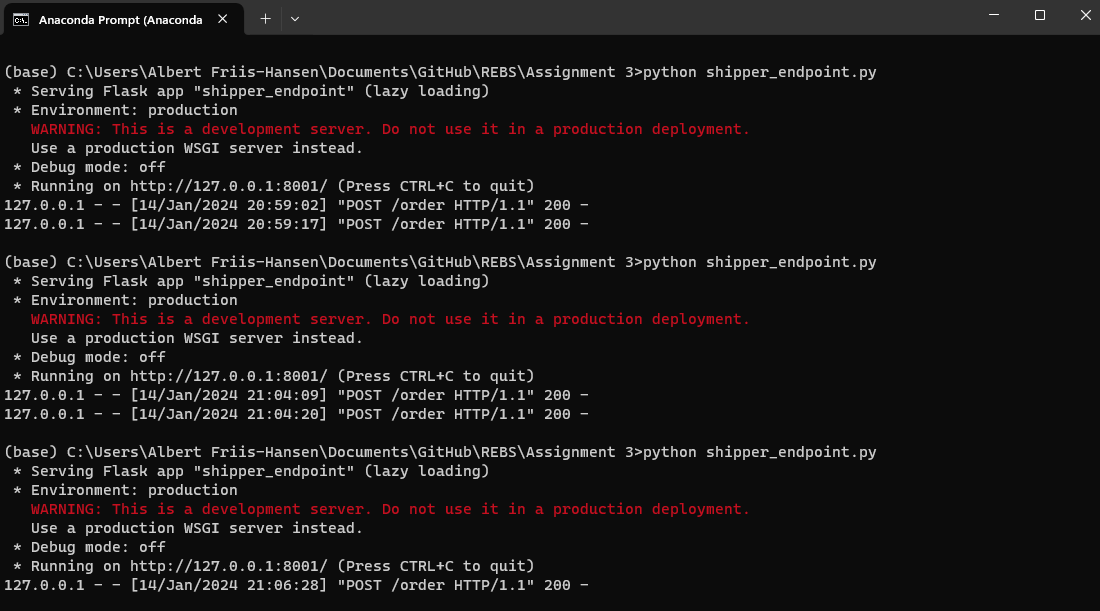 Anaconda Prompt (Anaconda
(base) C:\Users\Albert Friis-Hansen\Documents\GitHub\REBS\Assignment 3>python shipper_endpoint.py
 * Serving Flask app "shipper_endpoint" (lazy loading)
 * Environment: production
   WARNING: This is a development server. Do not use it in a production deployment.
   Use a production WSGI server instead.
 * Debug mode: off
 * Running on http://127.0.0.1:8001/ (Press CTRL+C to quit)
127.0.0.1 - - [14/Jan/2024 20:59:02] "POST /order HTTP/1.1" 200 -
127.0.0.1 - - [14/Jan/2024 20:59:17] "POST /order HTTP/1.1" 200 -
(base) C:\Users\Albert Friis-Hansen\Documents\GitHub\REBS\Assignment 3>python shipper_endpoint.py
 * Serving Flask app "shipper_endpoint" (lazy loading)
 * Environment: production
   WARNING: This is a development server. Do not use it in a production deployment.
   Use a production WSGI server instead.
 * Debug mode: off
 * Running on http://127.0.0.1:8001/ (Press CTRL+C to quit)
127.0.0.1 - - [14/Jan/2024 21:04:09] "POST /order HTTP/1.1" 200 -
127.0.0.1 - - [14/Jan/2024 21:04:20] "POST /order HTTP/1.1" 200 -
(base) C:\Users\Albert Friis-Hansen\Documents\GitHub\REBS\Assignment 3>python shipper_endpoint.py
 * Serving Flask app "shipper_endpoint" (lazy loading)
 * Environment: production
   WARNING: This is a development server. Do not use it in a production deployment.
   Use a production WSGI server instead.
 * Debug mode: off
 * Running on http://127.0.0.1:8001/ (Press CTRL+C to quit)
127.0.0.1 - - [14/Jan/2024 21:06:28] "POST /order HTTP/1.1" 200 -